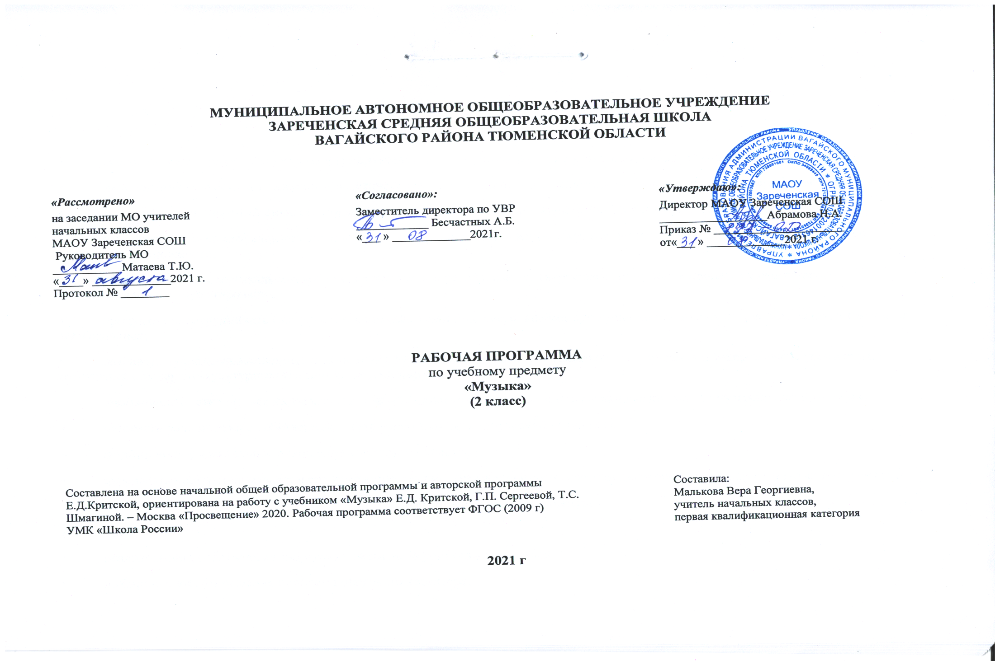 МУНИЦИПАЛЬНОЕ АВТОНОМНОЕ ОБЩЕОБРАЗОВАТЕЛЬНОЕ УЧРЕЖДЕНИЕ
ЗАРЕЧЕНСКАЯ СРЕДНЯЯ ОБЩЕОБРАЗОВАТЕЛЬНАЯ ШКОЛА
ВАГАЙСКОГО РАЙОНА ТЮМЕНСКОЙ ОБЛАСТИ
«Рассмотрено»
на заседании МО учителей
начальных классов
МАОУ Зареченская СОШ
Руководитель МО
Матаева Т.Ю.
«31» августа 2021 г.
Протокол № 1
«Согласовано»:
Заместитель директора по УВР
Бесчастных А.Б.
«31» 08 2021г.
«Утверждаю»:
Директор МАОУ Зареченская СОШ
Абрамова Н.А.
Приказ №
от«31» 2021 г.
МАОУ
Зареченская
СОШ
РАБОЧАЯ ПРОГРАММА
по учебному предмету
«Музыка»
(2 класс)
Составлена на основе начальной общей образовательной программы и авторской программы
Е.Д.Критской, ориентирована на работу с учебником «Музыка» Е.Д. Критской, Г.П. Сергеевой, Т.С.
Шмагиной. – Москва «Просвещение» 2020. Рабочая программа соответствует ФГОС (2009 г)
УМК «Школа России»
Составила:
Малькова Вера Георгиевна,
учитель начальных классов,
первая квалификационная категория
2021 г